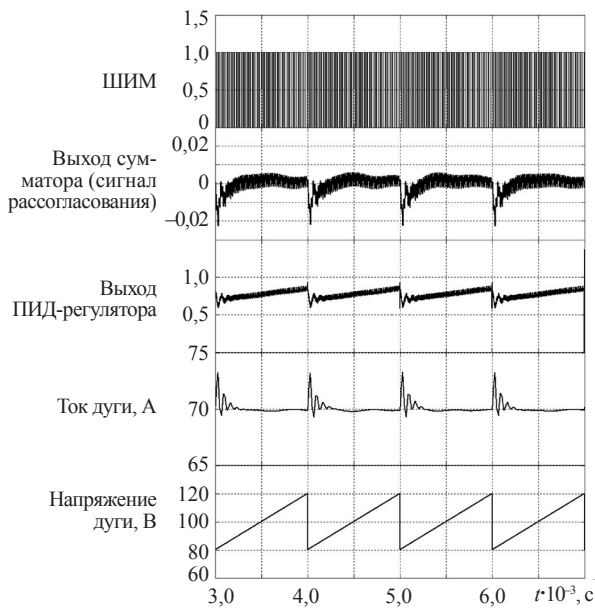 1,5
1,0
ШИМ
0,5
0
0,02
Выход сум-
матора (сигнал
рассогласования)
0
–0,02
1,0
Выход
ПИД-регулятора
0,5
75
Ток дуги, А
70
65
Напряжение
дуги, В
120
100
80
60
3,0 4,0 5,0 6,0 t·10⁻³, с